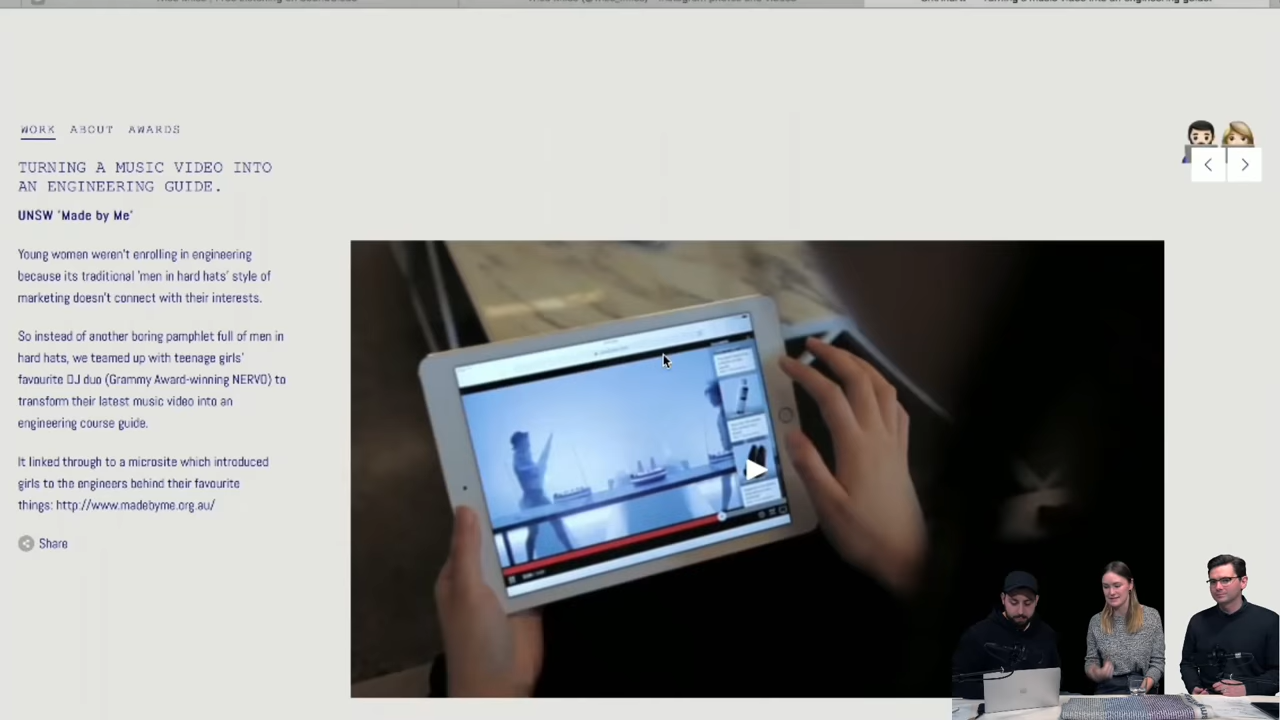 WORK ABOUT AWARDS
TURNING A MUSIC VIDEO INTO
AN ENGINEERING GUIDE.
UNSW 'Made by Me'
Young women weren't enrolling in engineering
because its traditional 'men in hard hats' style of
marketing doesn't connect with their interests.
So instead of another boring pamphlet full of men in
hard hats, we teamed up with teenage girls'
favourite DJ duo (Grammy Award-winning NERVO) to
transform their latest music video into an
engineering course guide.
It linked through to a microsite which introduced
girls to the engineers behind their favourite
things: http://www.madebyme.org.au/
Share